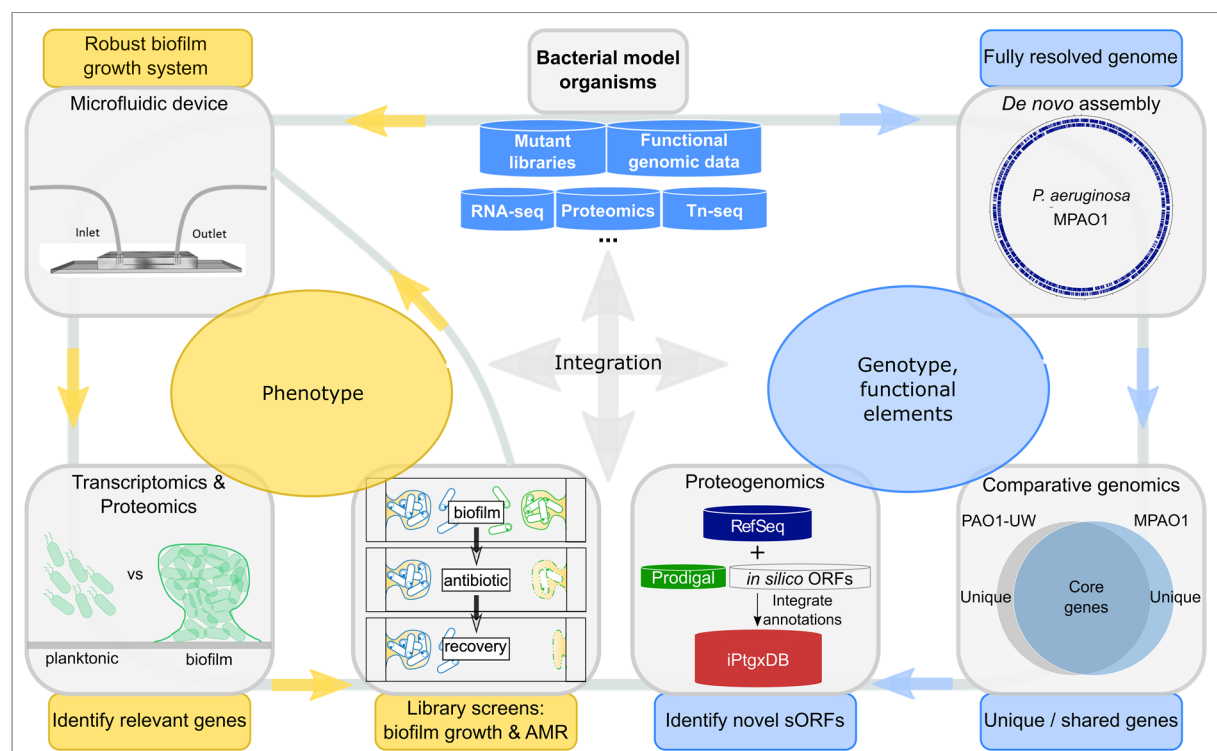 Robust biofilm
growth system
Microfluidic device
Inlet
Outlet
Bacterial model
organisms
Mutant
libraries
Functional
genomic data
RNA-seq
Proteomics
Tn-seq
...
Fully resolved genome
De novo assembly
P. aeruginosa
MPAO1
Phenotype
Integration
Genotype,
functional
elements
Transcriptomics &
Proteomics
vs
planktonic
biofilm
Identify relevant genes
biofilm
antibiotic
recovery
Library screens:
biofilm growth & AMR
Proteogenomics
RefSeq
+
Prodigal
in silico ORFs
Integrate
annotations
iPtgxDB
Identify novel sORFs
Comparative genomics
PAO1-UW
MPAO1
Unique
Core
genes
Unique
Unique / shared genes